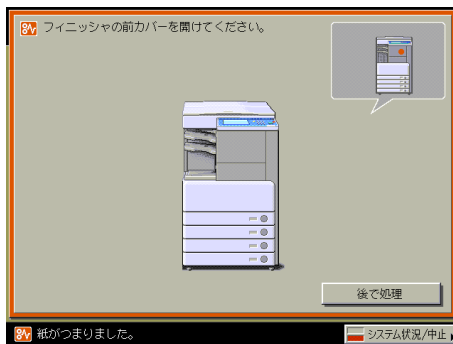 フィニッシャの前カバーを開けてください。
後で処理
紙がつまりました。
システム状況/中止